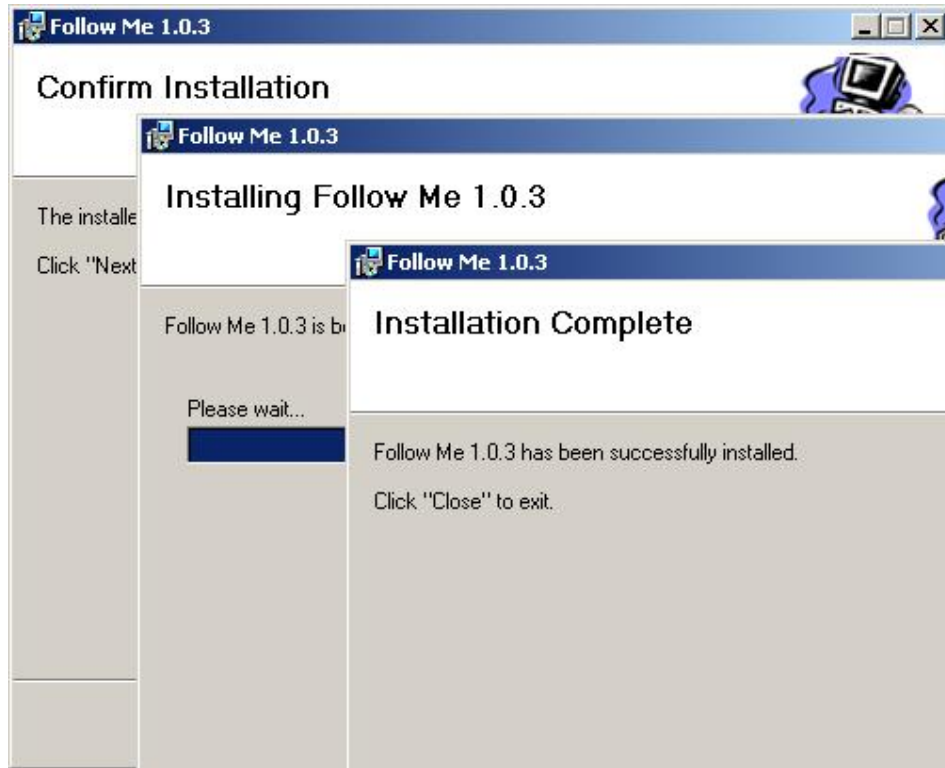 Follow Me 1.0.3
Confirm Installation
The
Click "Next
Follow Me 1.0.3
Installing Follow Me 1.0.3
Follow Me 1.0.3 is
Please wait...
Follow Me 1.0.3
Installation Complete
Follow Me 1.0.3 has been successfully installed.
Click "Close" to exit.